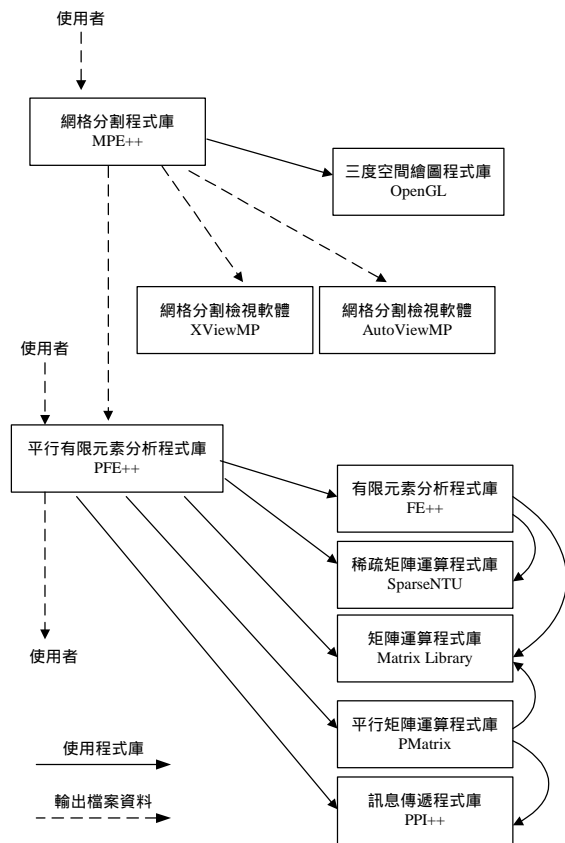 使用者
網格分割程式庫
MPE++
三度空間繪圖程式庫
OpenGL
網格分割檢視軟體
XViewMP
網格分割檢視軟體
AutoViewMP
使用者
平行有限元素分析程式庫
PFE++
有限元素分析程式庫
FE++
稀疏矩陣運算程式庫
SparseNTU
矩陣運算程式庫
Matrix Library
使用者
平行矩陣運算程式庫
PMatrix
使用程式庫
訊息傳遞程式庫
PPI++
輸出檔案資料